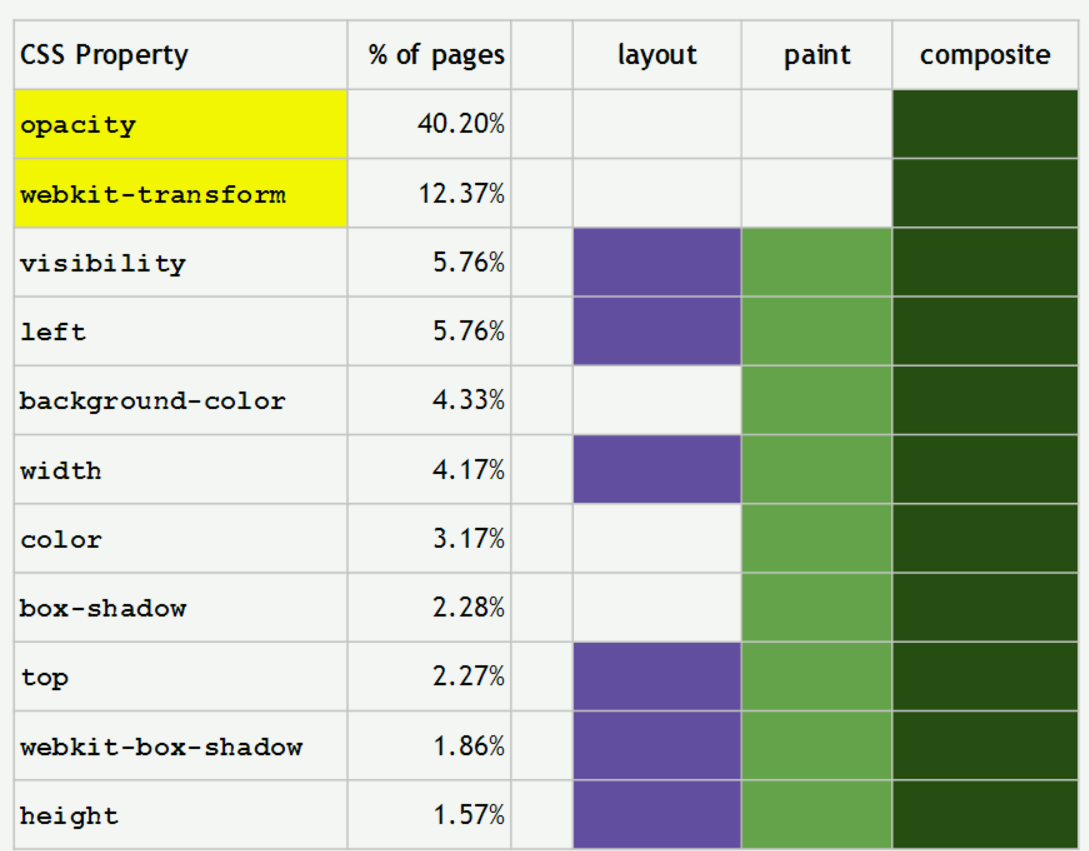 CSS Property % of pages layout paint composite
opacity 40.20%
webkit-transform 12.37%
visibility 5.76%
left 5.76%
background-color 4.33%
width 4.17%
color 3.17%
box-shadow 2.28%
top 2.27%
webkit-box-shadow 1.86%
height 1.57%